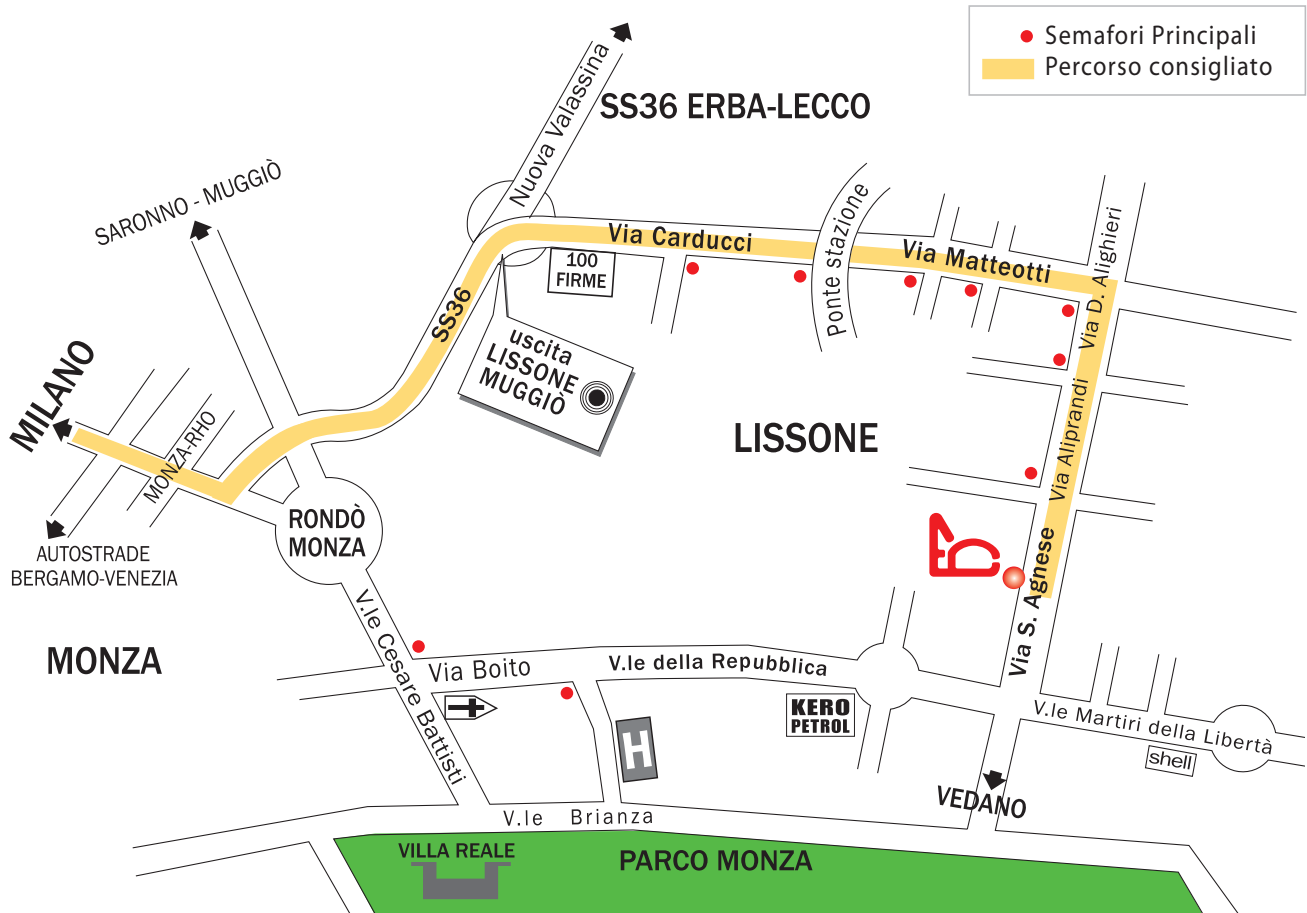 Semafori Principali
Percorso consigliato
SS36 ERBA-LECCO
Nuova Valassina
SARONNO - MUGGIÒ
Via Carducci
Ponte stazione
Via Matteotti
Via D. Alighieri
100
FIRME
SS36
uscita
LISSONE
MUGGIÒ
MILANO
MONZA-RHO
LISSONE
Via Aliprandi
AUTOSTRADE
BERGAMO-VENEZIA
RONDÒ
MONZA
Via S. Agnese
MONZA
V.le Cesare Battisti
Via Boito
V.le della Repubblica
KERO
PETROL
H
V.le Martiri della Libertà
shell
VEDANO
V.le Brianza
VILLA REALE
PARCO MONZA